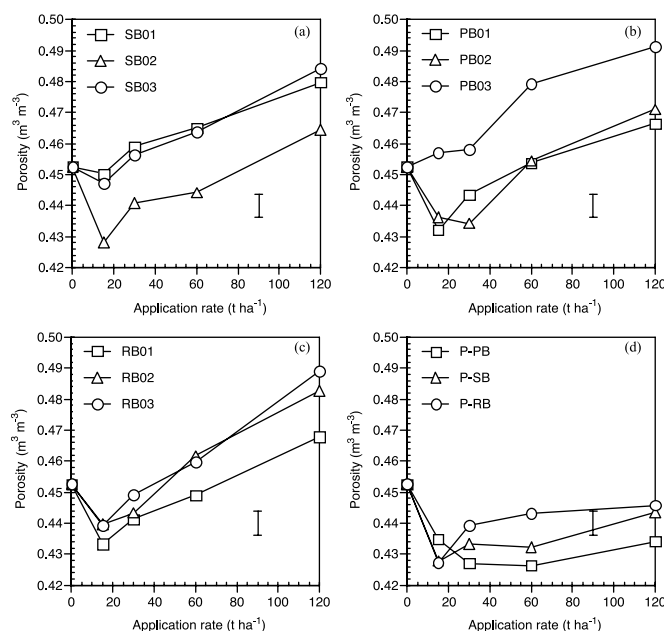 (a)
SB01
SB02
SB03
Porosity (m³ m⁻³)
0.50
0.49
0.48
0.47
0.46
0.45
0.44
0.43
0.42
0 20 40 60 80 100 120
Application rate (t ha⁻¹)
(b)
PB01
PB02
PB03
Porosity (m³ m⁻³)
0.50
0.49
0.48
0.47
0.46
0.45
0.44
0.43
0.42
0 20 40 60 80 100 120
Application rate (t ha⁻¹)
(c)
RB01
RB02
RB03
Porosity (m³ m⁻³)
0.50
0.49
0.48
0.47
0.46
0.45
0.44
0.43
0.42
0 20 40 60 80 100 120
Application rate (t ha⁻¹)
(d)
P-PB
P-SB
P-RB
Porosity (m³ m⁻³)
0.50
0.49
0.48
0.47
0.46
0.45
0.44
0.43
0.42
0 20 40 60 80 100 120
Application rate (t ha⁻¹)